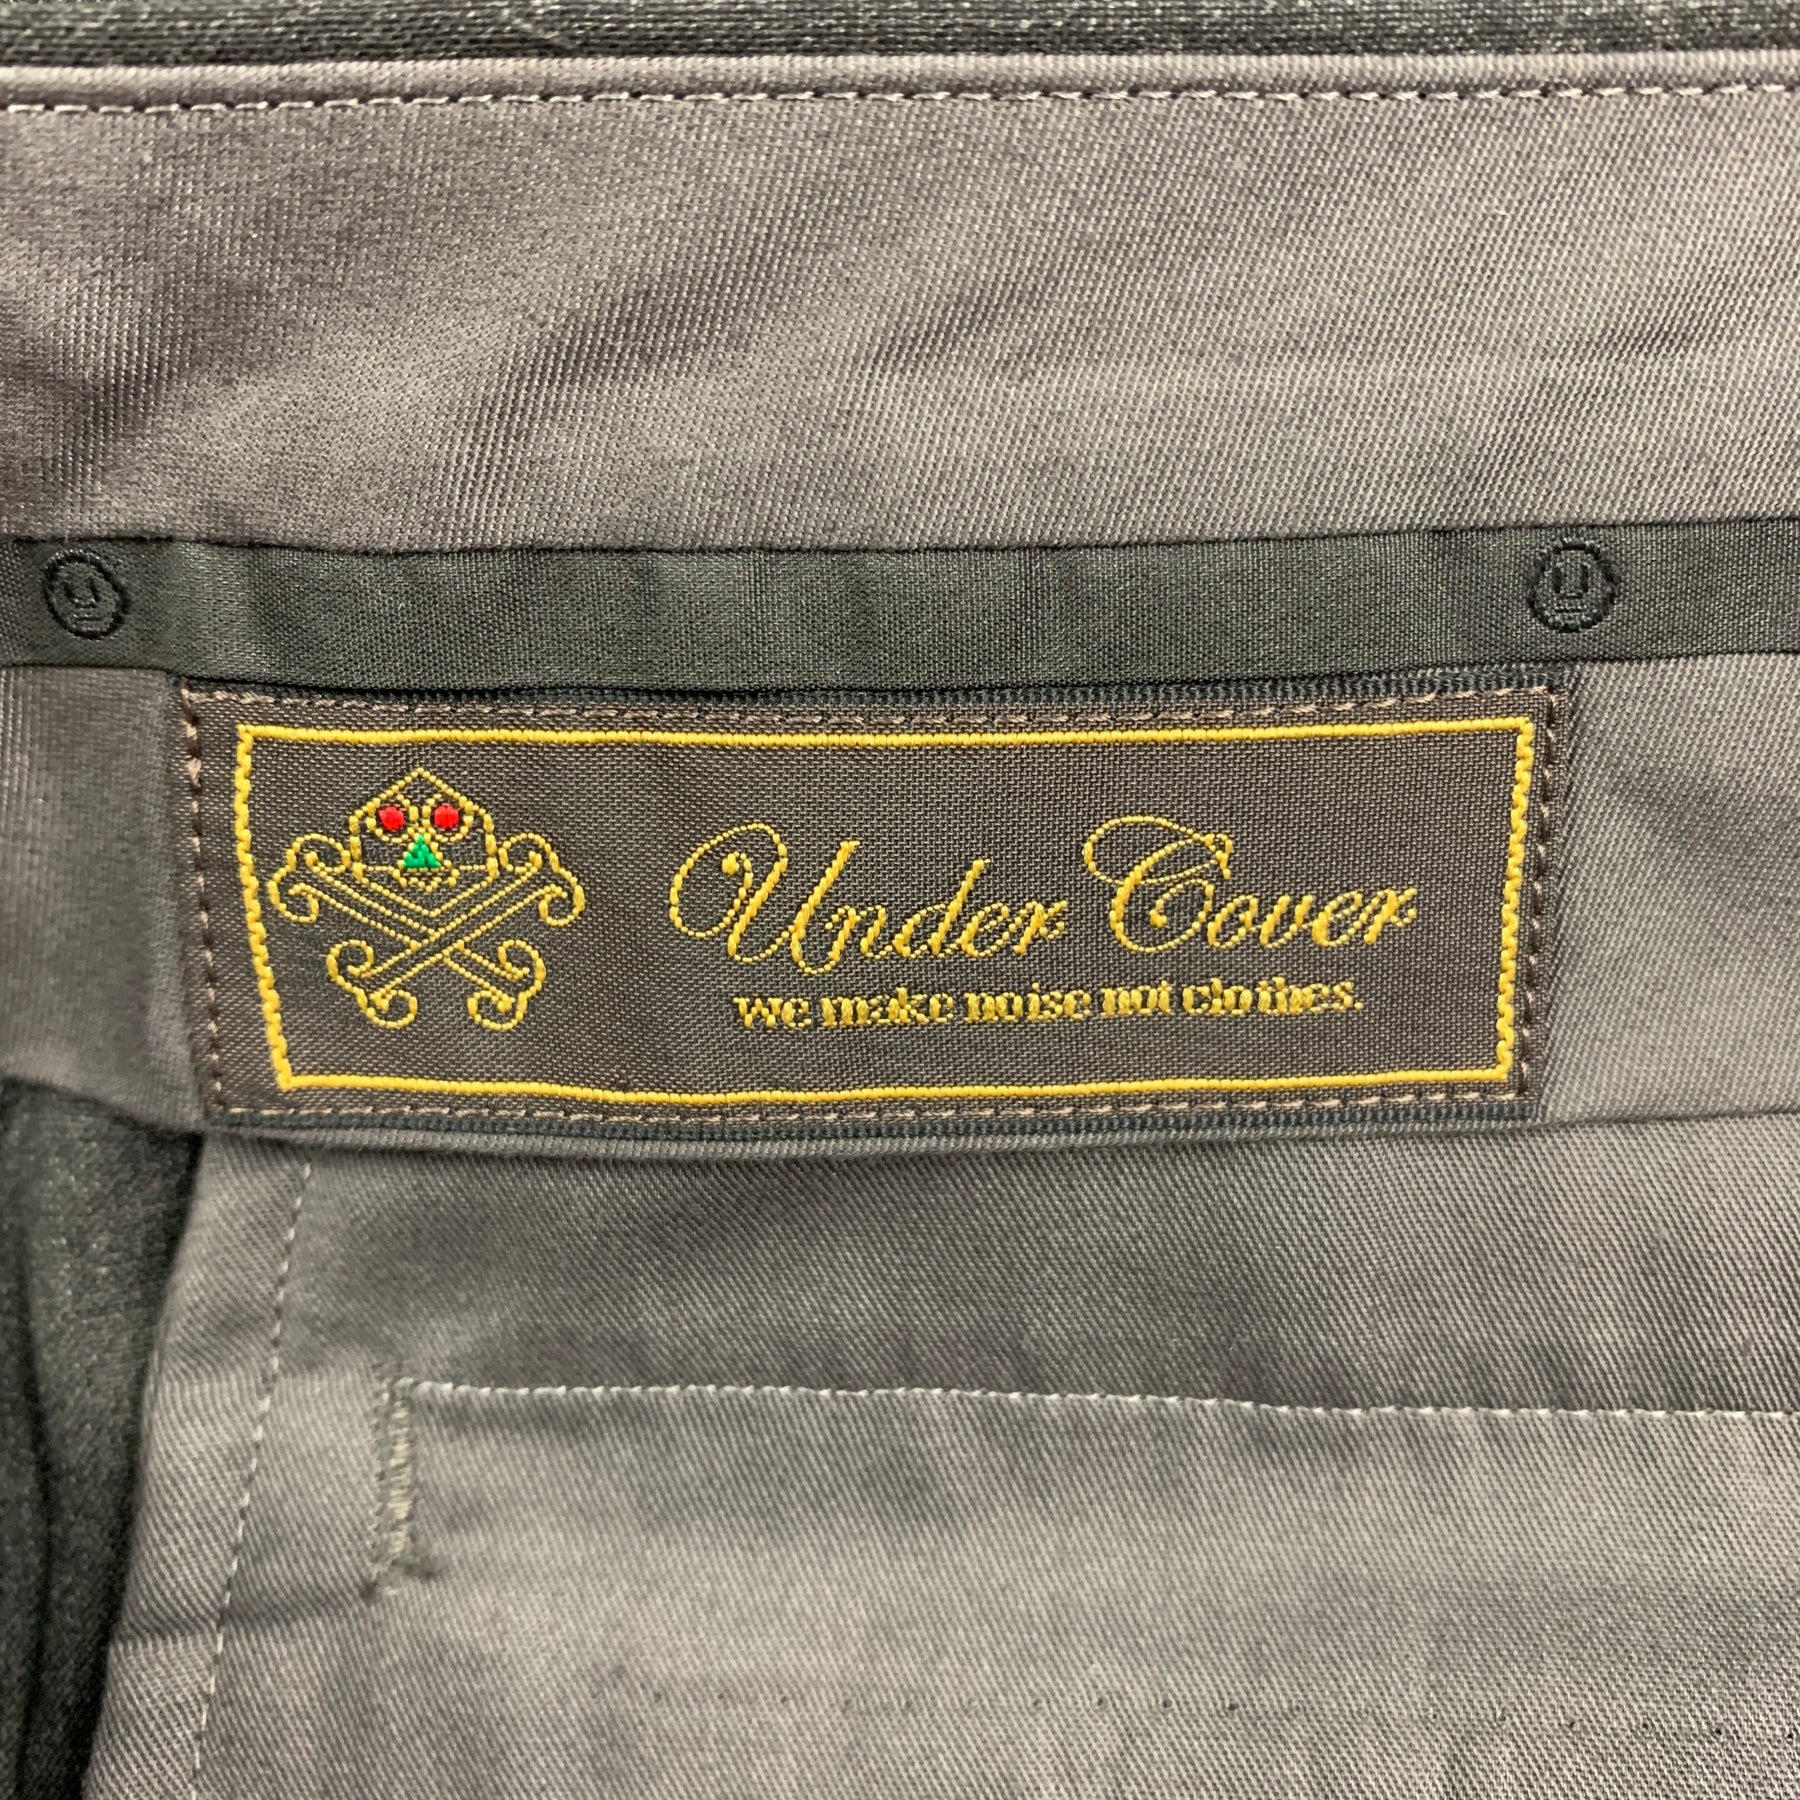 U U
Under Cover
we make noise not clothes.